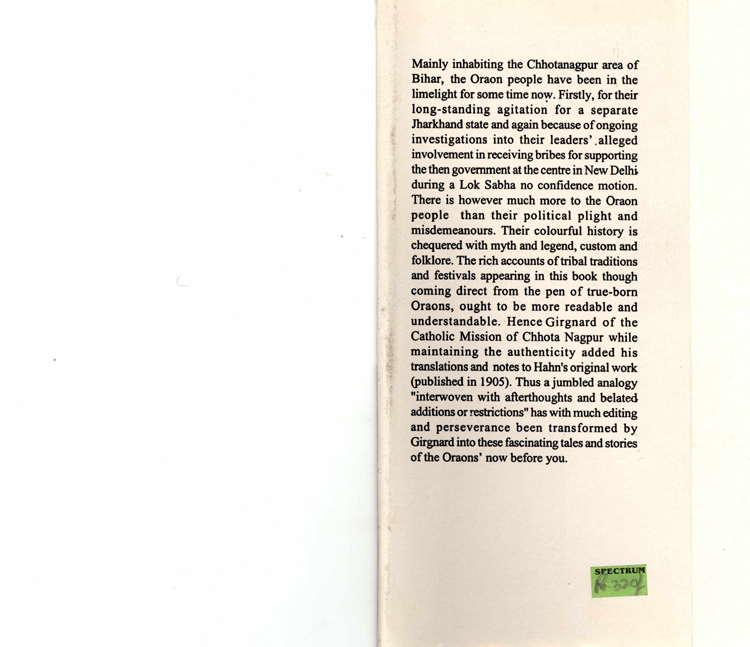 Mainly inhabiting the Chhotanagpur area of
Bihar, the Oraon people have been in the
limelight for some time now. Firstly, for their
long-standing agitation for a separate
Jharkhand state and again because of ongoing
investigations into their leaders' alleged
involvement in receiving bribes for supporting
the then government at the centre in New Delhi
during a Lok Sabha no confidence motion.
There is however much more to the Oraon
people than their political plight and
misdemeanours. Their colourful history is
chequered with myth and legend, custom and
folklore. The rich accounts of tribal traditions
and festivals appearing in this book though
coming direct from the pen of true-born
Oraons, ought to be more readable and
understandable. Hence Girgnard of the
Catholic Mission of Chhota Nagpur while
maintaining the authenticity added his
translations and notes to Hahn's original work
(published in 1905). Thus a jumbled analogy
"interwoven with afterthoughts and belated
additions or restrictions" has with much editing
and perseverance been transformed by
Girgnard into these fascinating tales and stories
of the Oraons' now before you.
SPECTRUM